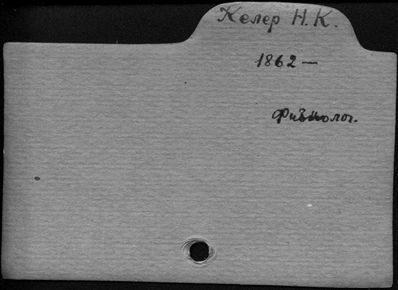 Келер Н.К.
1862 —
Физиолог.